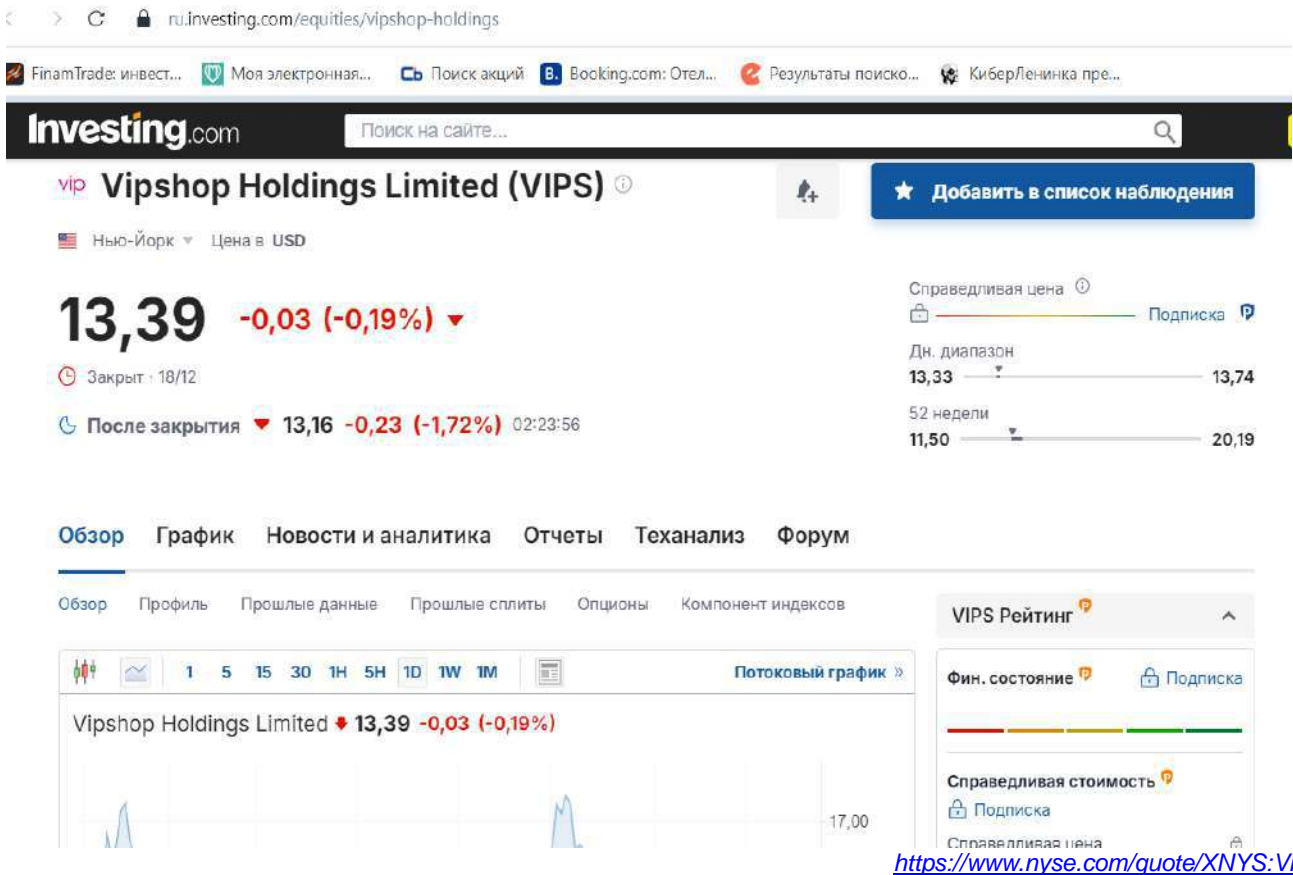 ru.investing.com/equities/vipshop-holdings
FinamTrade: инвест... Моя электронная... Сь Поиск акций B. Booking.com: Отел... Результаты поиско... КиберЛенинка пре...
Investing.com Поиск на сайте...
vip Vipshop Holdings Limited (VIPS)
Добавить в список наблюдения
Нью-Йорк Цена в USD
13,39 -0,03 (-0,19%)
Справедливая цена
Подписка
Закрыт · 18/12
Дн. диапазон
13,33 13,74
После закрытия 13,16 -0,23 (-1,72%) 02:23:56
52 недели
11,50 20,19
Обзор График Новости и аналитика Отчеты Теханализ Форум
Обзор Профиль Прошлые данные Прошлые сплиты Опционы Компонент индексов
VIPS Рейтинг
1 5 15 30 1H 5H 1D 1W 1M Потоковый график »
Фин. состояние Подписка
Vipshop Holdings Limited 13,39 -0,03 (-0,19%)
Справедливая стоимость
Подписка
17,00
Справедливая цена
https://www.nyse.com/quote/XNYS:VI